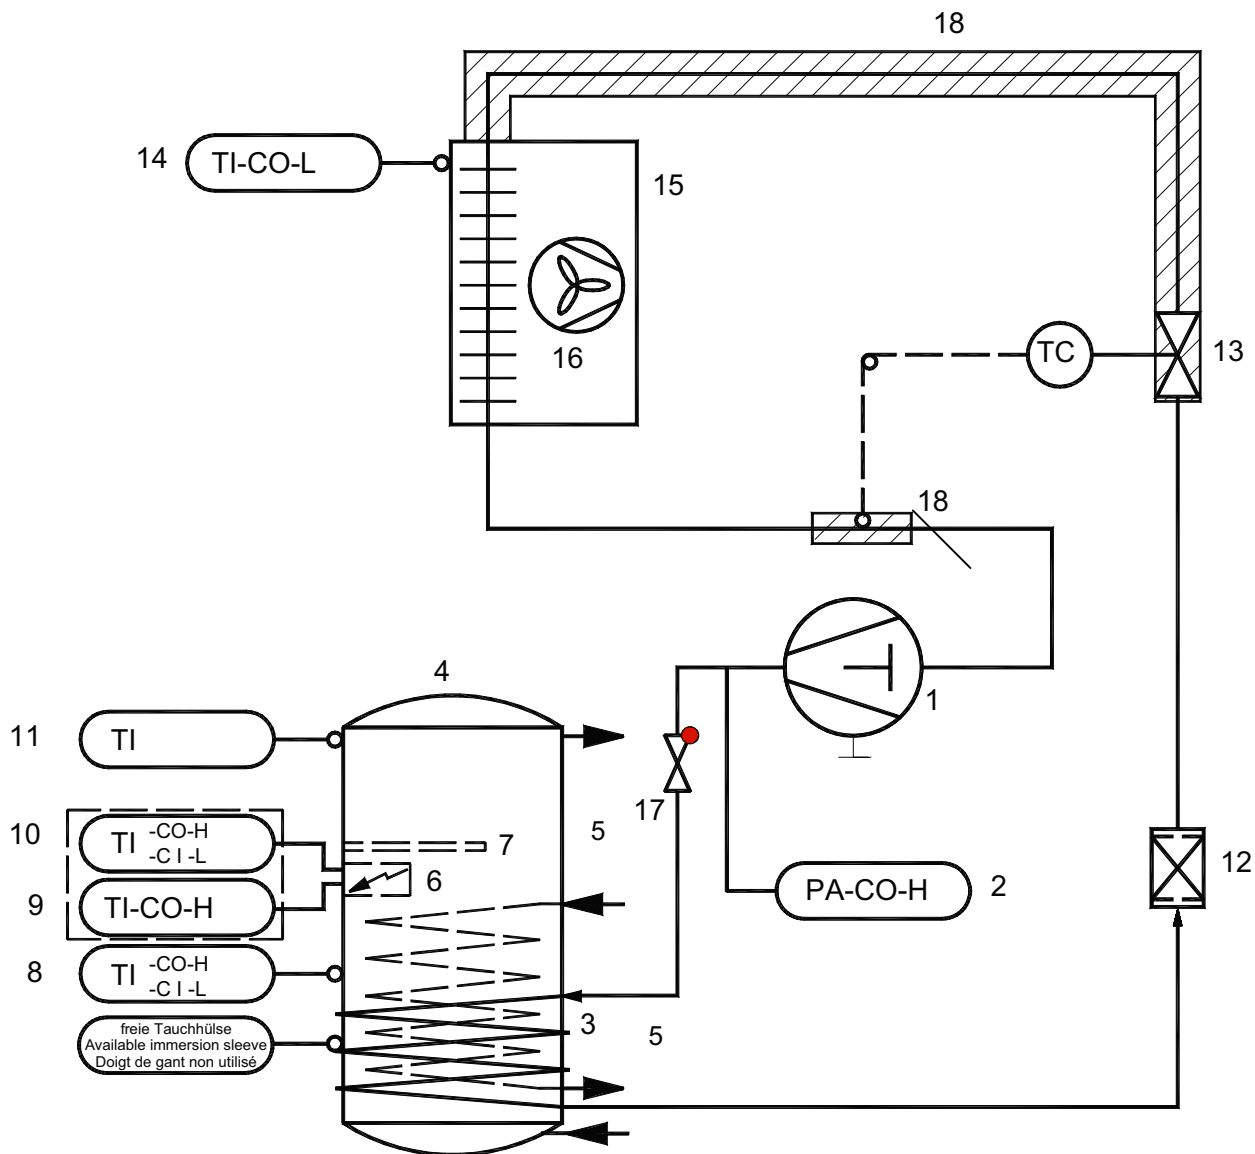 18
14
TI-CO-L
15
16
TC
13
18
1
4
11
TI
17
5
10
TI -CO-H
-C I -L
7
6
9
TI-CO-H
PA-CO-H
2
12
8
TI -CO-H
-C I -L
3
5
freie Tauchhülse
Available immersion sleeve
Doigt de gant non utilisé